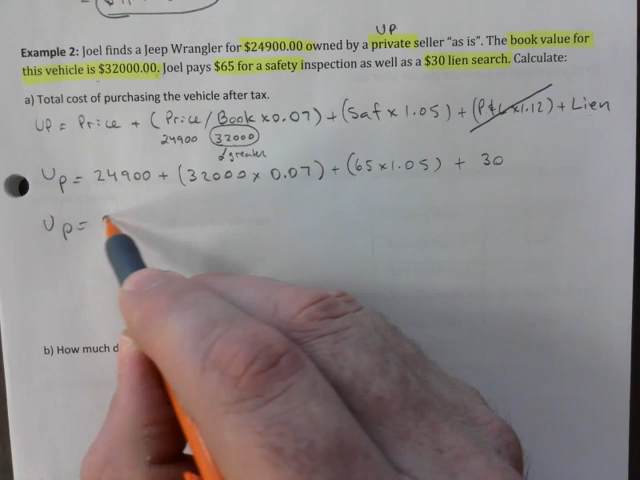 UP
Example 2: Joel finds a Jeep Wrangler for $24900.00 owned by a private seller "as is". The book value for
this vehicle is $32000.00. Joel pays $65 for a safety inspection as well as a $30 lien search. Calculate:
a) Total cost of purchasing the vehicle after tax.
UP = Price + (Price/Book x0.07) + (Saf x 1.05) + (P&L x1.12) + Lien
24900 32000
greater
Up = 24900 + (32000 x 0.07) + (65 x 1.05) + 30
Up =
b) How much